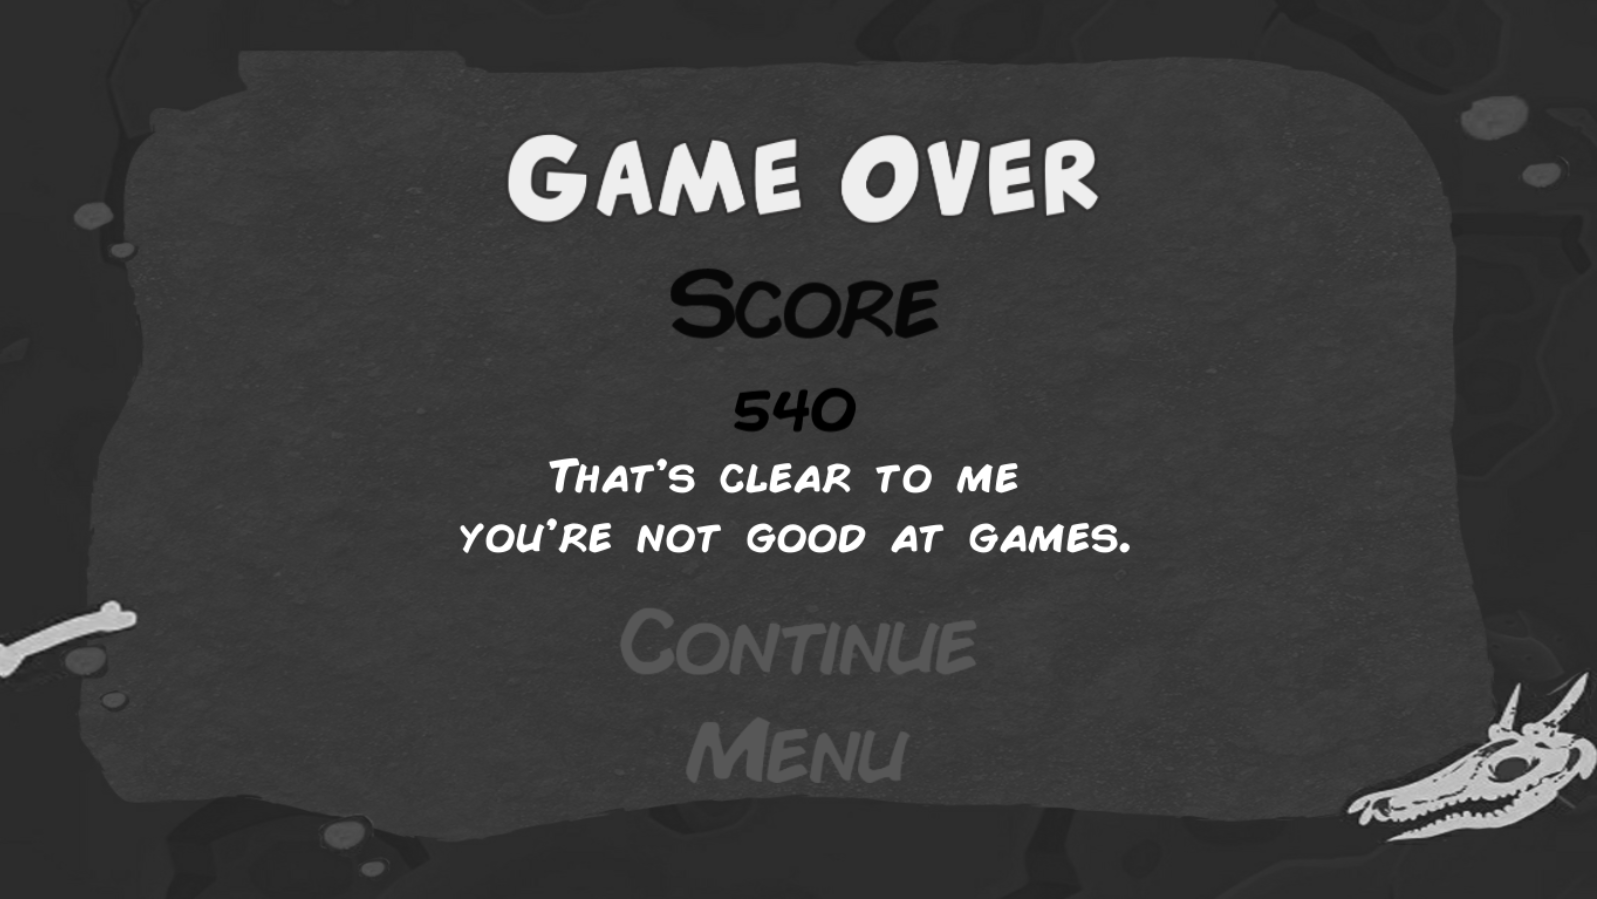 Game Over
Score
540
That's clear to me
you're not good at games.
Continue
Menu